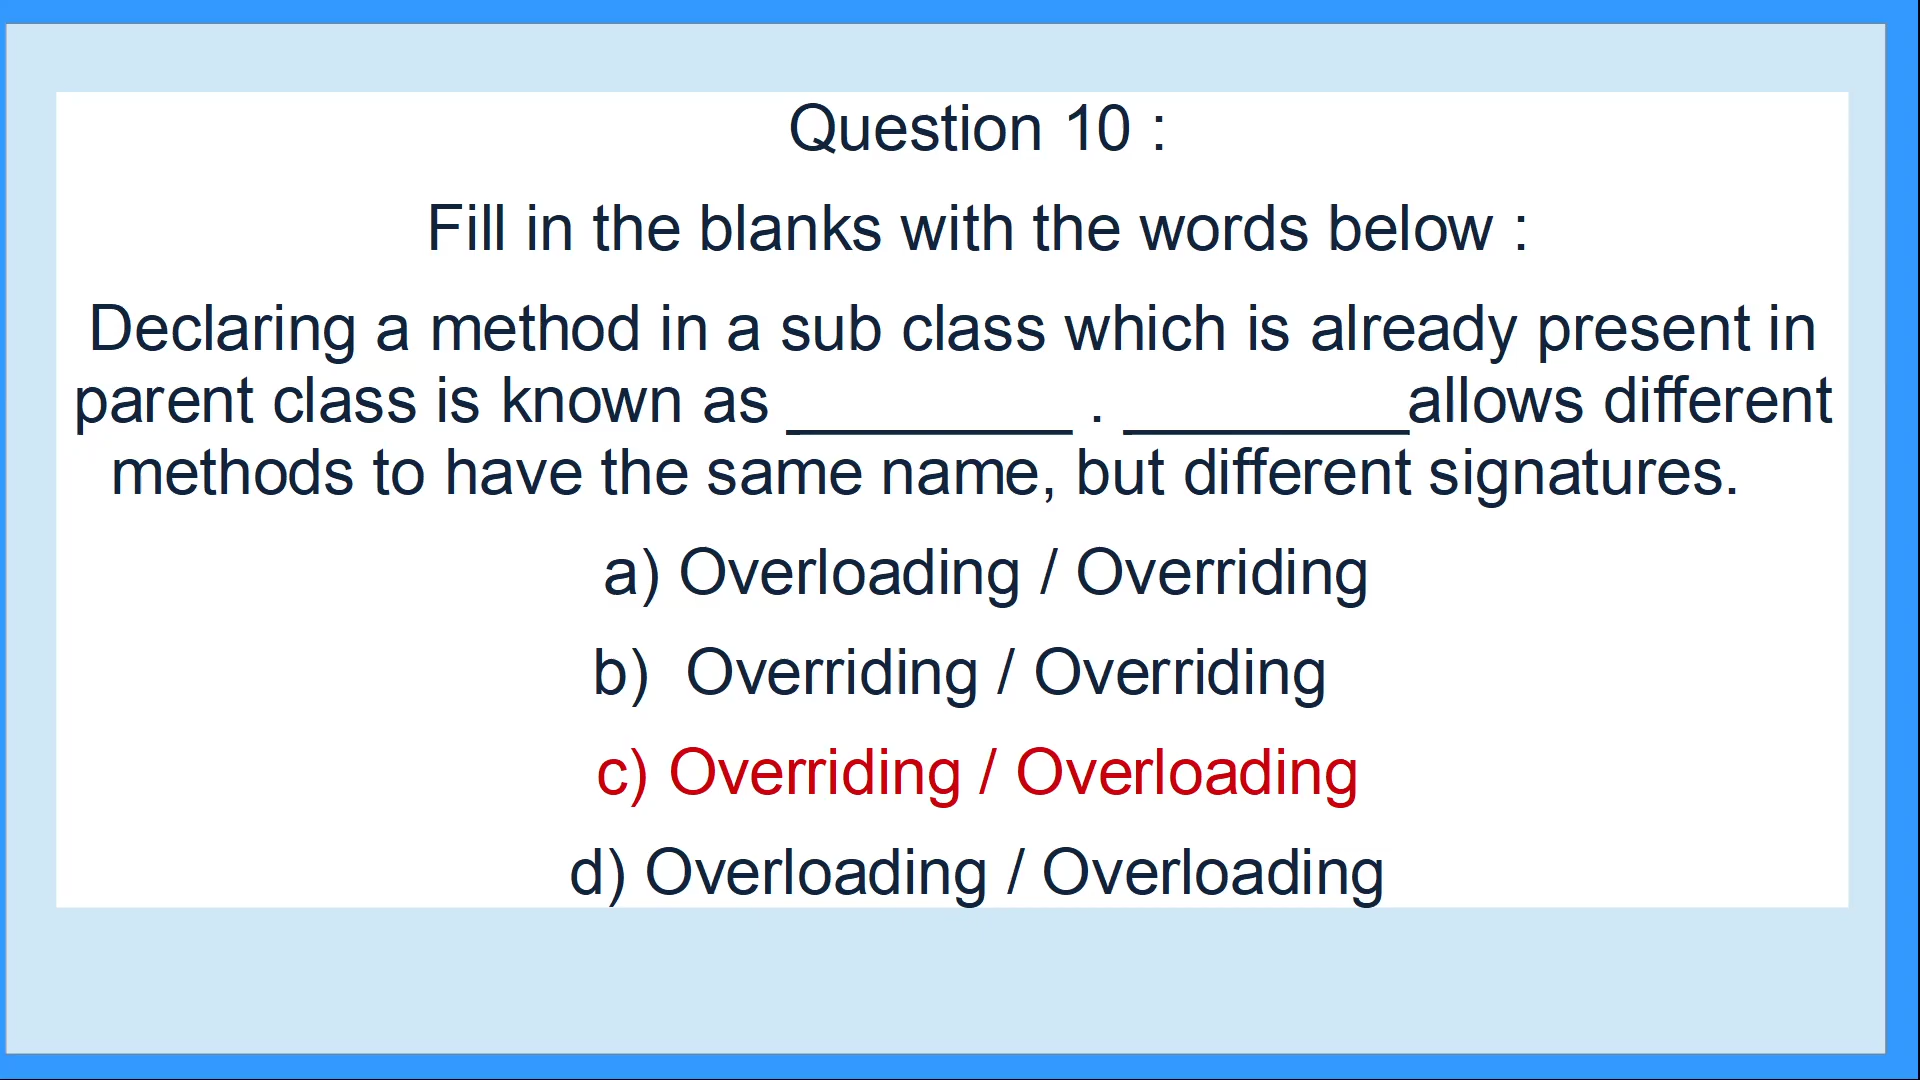 Question 10 :
Fill in the blanks with the words below :
Declaring a method in a sub class which is already present in
parent class is known as ________ . ________allows different
methods to have the same name, but different signatures.
a) Overloading / Overriding
b) Overriding / Overriding
c) Overriding / Overloading
d) Overloading / Overloading